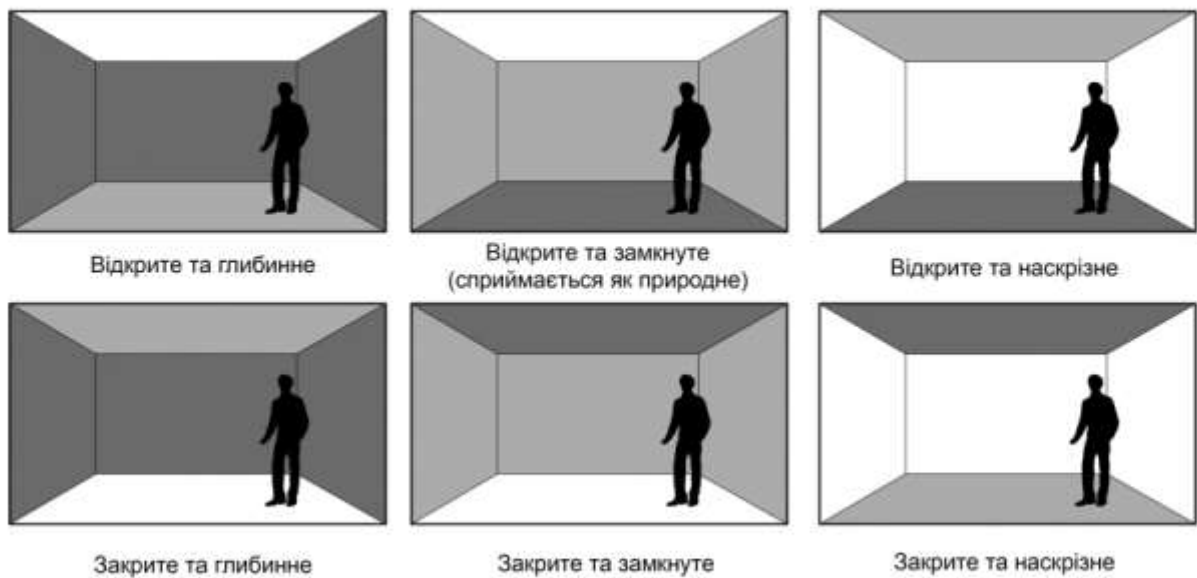 Відкрите та глибинне
Відкрите та замкнуте
(сприймається як природне)
Відкрите та наскрізне
Закрите та глибинне
Закрите та замкнуте
Закрите та наскрізне